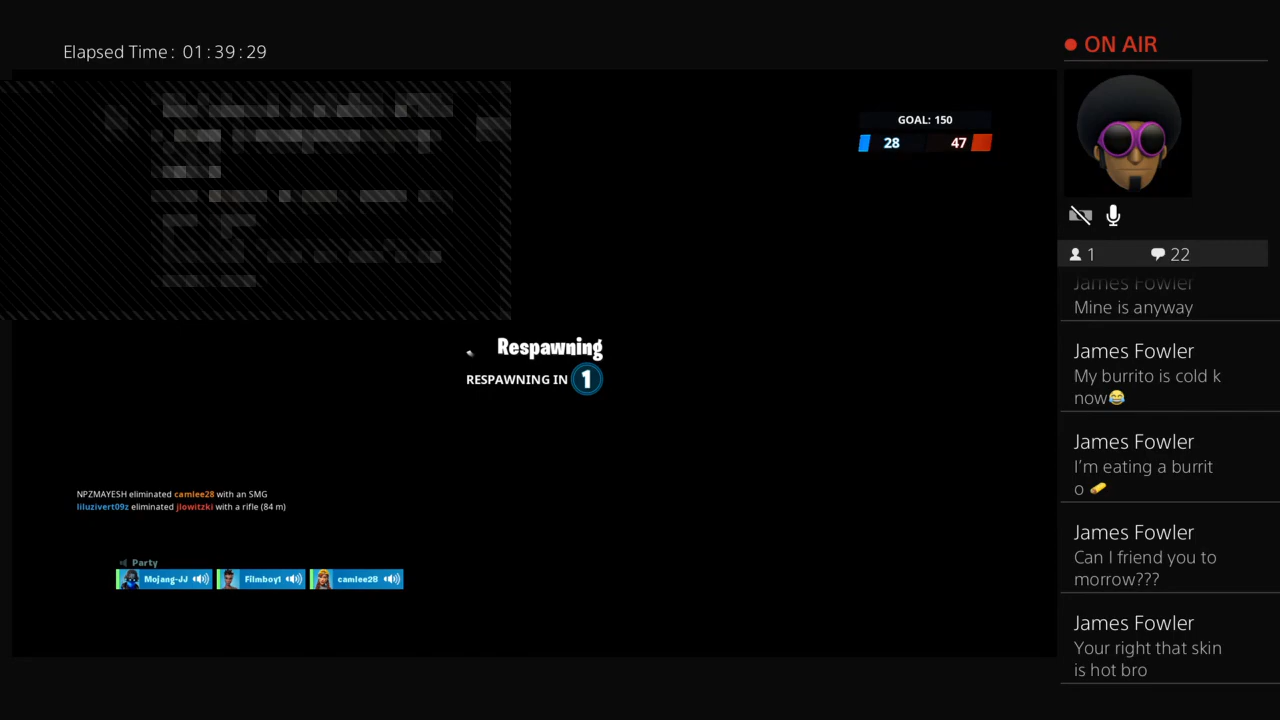 Elapsed Time: 01:39:29
ON AIR
GOAL: 150
28 47
1 22
James Fowler
Mine is anyway
James Fowler
My burrito is cold k
now😂
James Fowler
I'm eating a burrit
o 🌯
James Fowler
Can I friend you to
morrow???
James Fowler
Your right that skin
is hot bro
Respawning
RESPAWNING IN 1
NPZMAYESH eliminated camlee28 with an SMG
liluzivert09z eliminated jlowitzki with a rifle (84 m)
Party
Mojang-JJ Filmboy1 camlee28